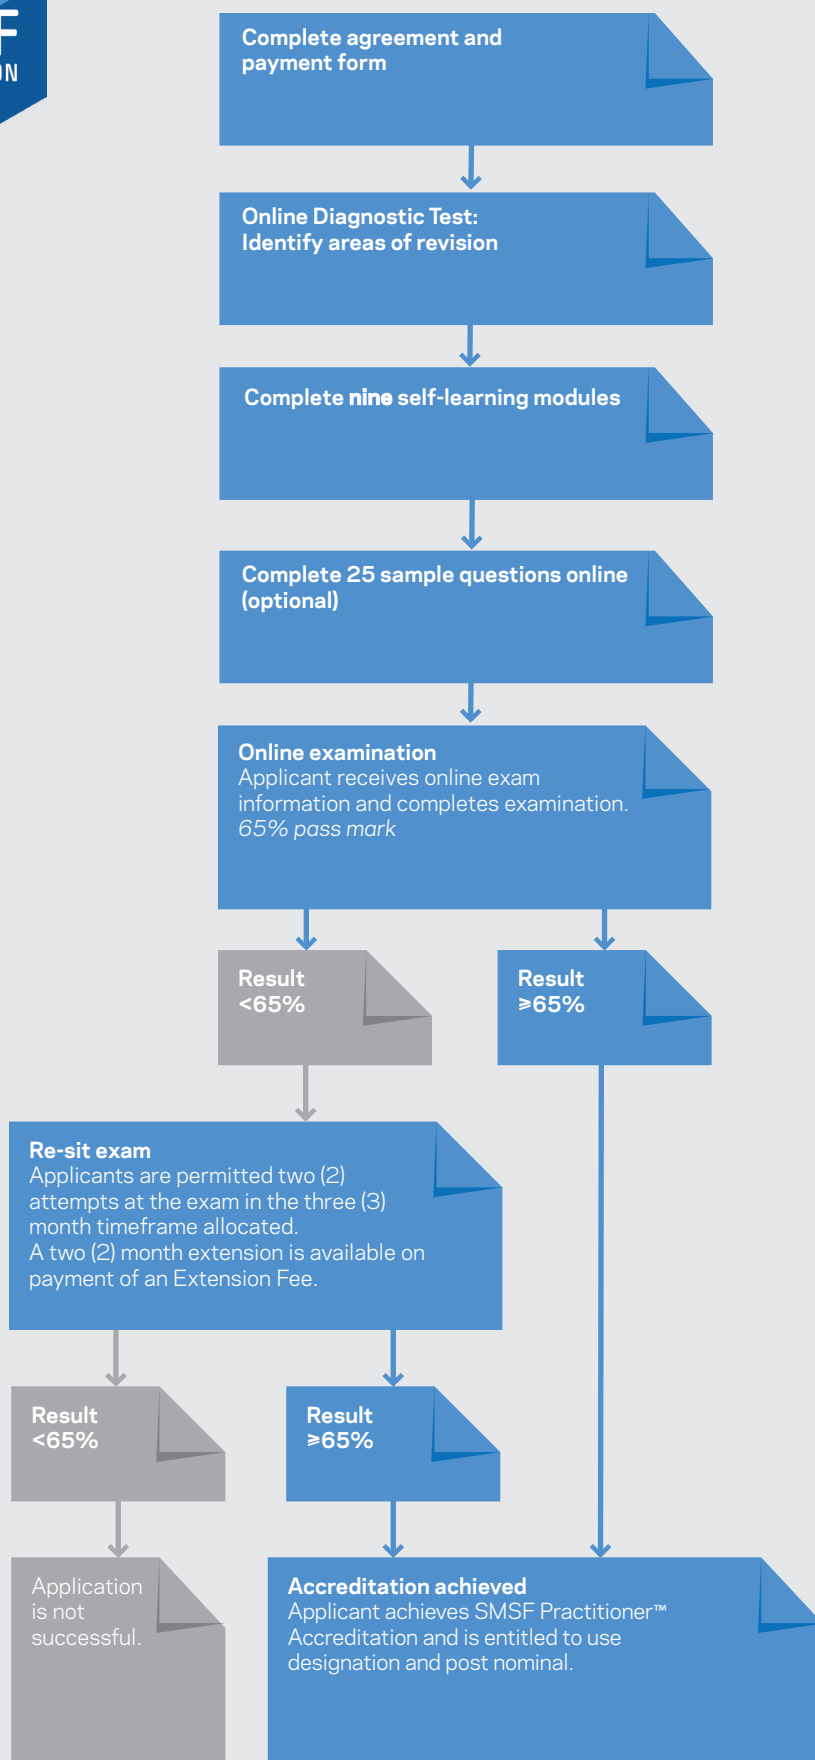 F
ON
Complete agreement and
payment form
Online Diagnostic Test:
Identify areas of revision
Complete nine self-learning modules
Complete 25 sample questions online
(optional)
Online examination
Applicant receives online exam
information and completes examination.
65% pass mark
Result
<65%
Result
≥65%
Re-sit exam
Applicants are permitted two (2)
attempts at the exam in the three (3)
month timeframe allocated.
A two (2) month extension is available on
payment of an Extension Fee.
Result
<65%
Result
≥65%
Application
is not
successful.
Accreditation achieved
Applicant achieves SMSF Practitioner™
Accreditation and is entitled to use
designation and post nominal.